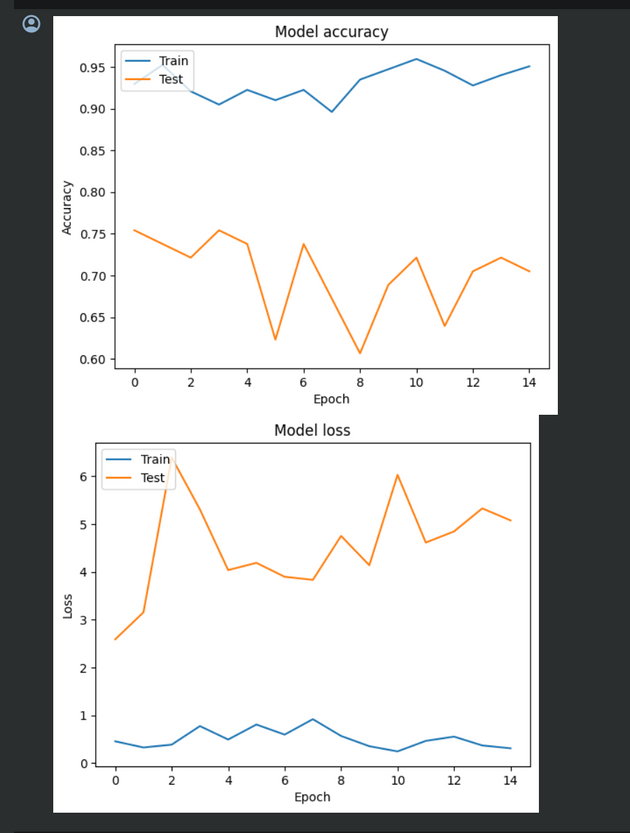 Model accuracy
Train
Test
0.95
0.90
0.85
0.80
0.75
0.70
0.65
0.60
Accuracy
0 2 4 6 8 10 12 14
Epoch
Model loss
Train
Test
6
5
4
3
2
1
0
Loss
0 2 4 6 8 10 12 14
Epoch